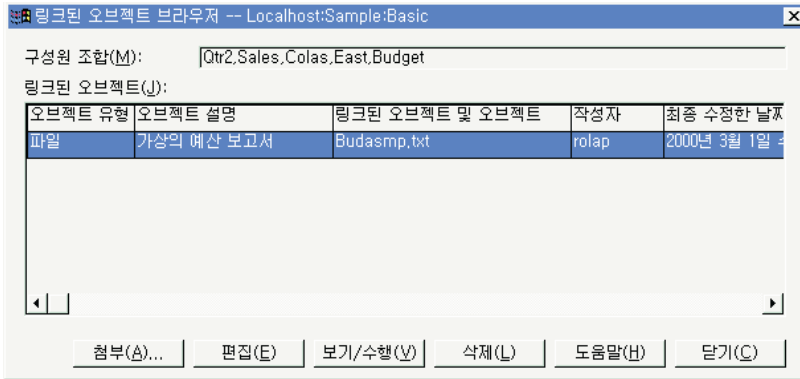 링크된 오브젝트 브라우저 -- Localhost:Sample:Basic
구성원 조합(M): Qtr2,Sales,Colas,East,Budget
링크된 오브젝트(J):
오브젝트 유형 오브젝트 설명 링크된 오브젝트 및 오브젝트 작성자 최종 수정한 날짜
파일 가상의 예산 보고서 Budasmp,txt rolap 2000년 3월 1일
첨부(A)... 편집(E) 보기/수행(V) 삭제(L) 도움말(H) 닫기(C)